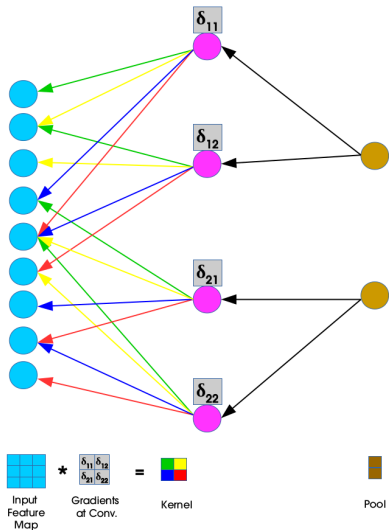 δ11
δ12
δ21
δ22
δ11 δ12
* =
δ21 δ22
Input Feature Map
Gradients at Conv.
Kernel
Pool